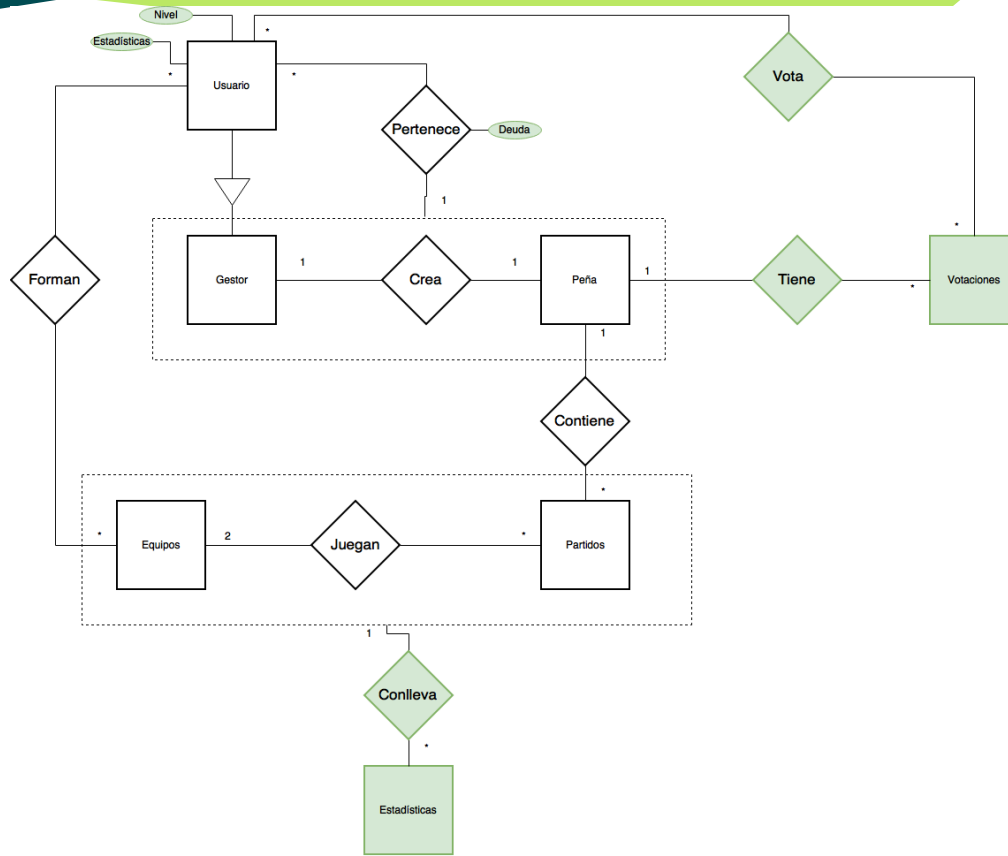 Nivel
*
Estadísticas
*
*
Usuario
Vota
Pertenece
Deuda
1
*
Forman
Gestor
1
Crea
1
Peña
1
Tiene
*
Votaciones
1
Contiene
*
*
Equipos
2
Juegan
*
Partidos
1
Conlleva
*
Estadísticas